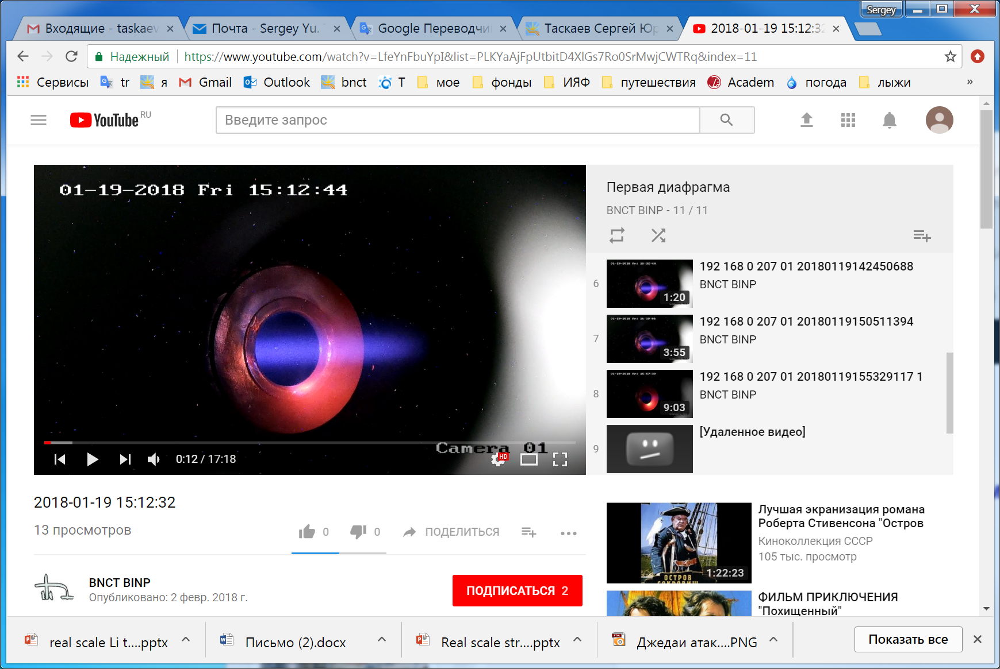 Sergey
Входящие - taskaev
Почта - Sergey Yu.
Google Переводчи
Таскаев Сергей Юр
2018-01-19 15:12:32
Надежный
https://www.youtube.com/watch?v=LfeYnFbuYpI&list=PLKYaAjFpUtbitD4XlGs7Ro0SrMwjCWTRq&index=11
Сервисы tr я Gmail Outlook bnct Т мое фонды ИЯФ путешествия Academ погода лыжи »
YouTube RU
Введите запрос
01-19-2018 Fri 15:12:44
Camera 01
0:12 / 17:18
HD
Первая диафрагма
BNCT BINP - 11 / 11
6
1:20
192 168 0 207 01 20180119142450688
BNCT BINP
7
3:55
192 168 0 207 01 20180119150511394
BNCT BINP
8
9:03
192 168 0 207 01 20180119155329117 1
BNCT BINP
9
[Удаленное видео]
2018-01-19 15:12:32
13 просмотров
0
0
ПОДЕЛИТЬСЯ
BNCT BINP
Опубликовано: 2 февр. 2018 г.
ПОДПИСАТЬСЯ 2
ОСТРОВ
1:22:23
Лучшая экранизация романа
Роберта Стивенсона "Остров
Киноколлекция СССР
105 тыс. просмотр
ФИЛЬМ ПРИКЛЮЧЕНИЯ
"Похищенный"
real scale Li t....pptx
Письмо (2).docx
Real scale str....pptx
Джедаи атак....PNG
Показать все